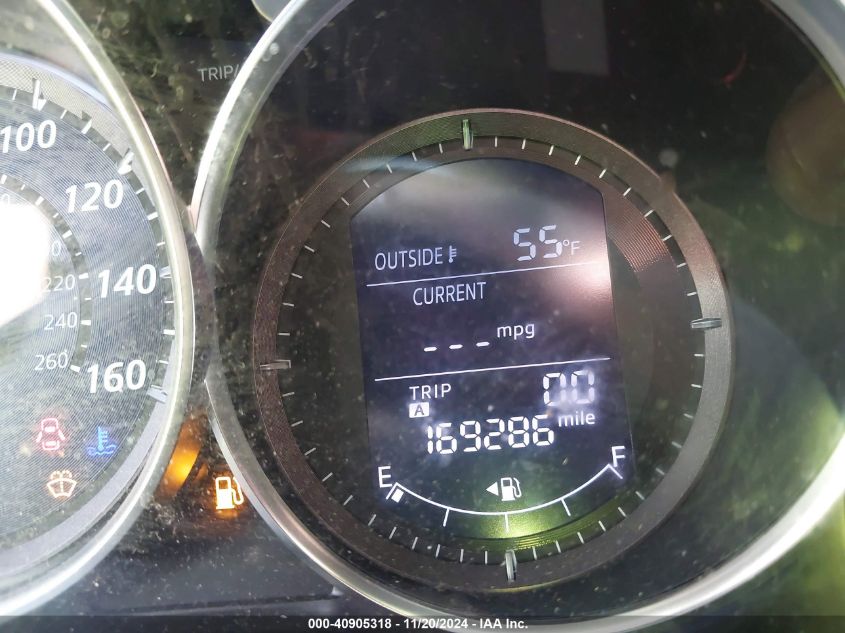 TRIP/
100
120
140
160
220
240
260
OUTSIDE 55°F
CURRENT
--- mpg
TRIP A 0.0
169286 mile
E F
000-40905318 - 11/20/2024 - IAA Inc.